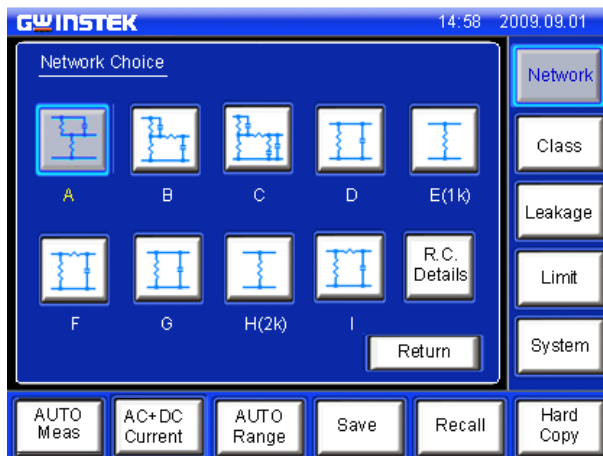 GWINSTEK 14:58 2009.09.01
Network Choice
Network
A B C D E(1k)
Class
Leakage
R.C.
Details
F G H(2k) I
Limit
Return
System
AUTO
Meas
AC+DC
Current
AUTO
Range
Save
Recall
Hard
Copy